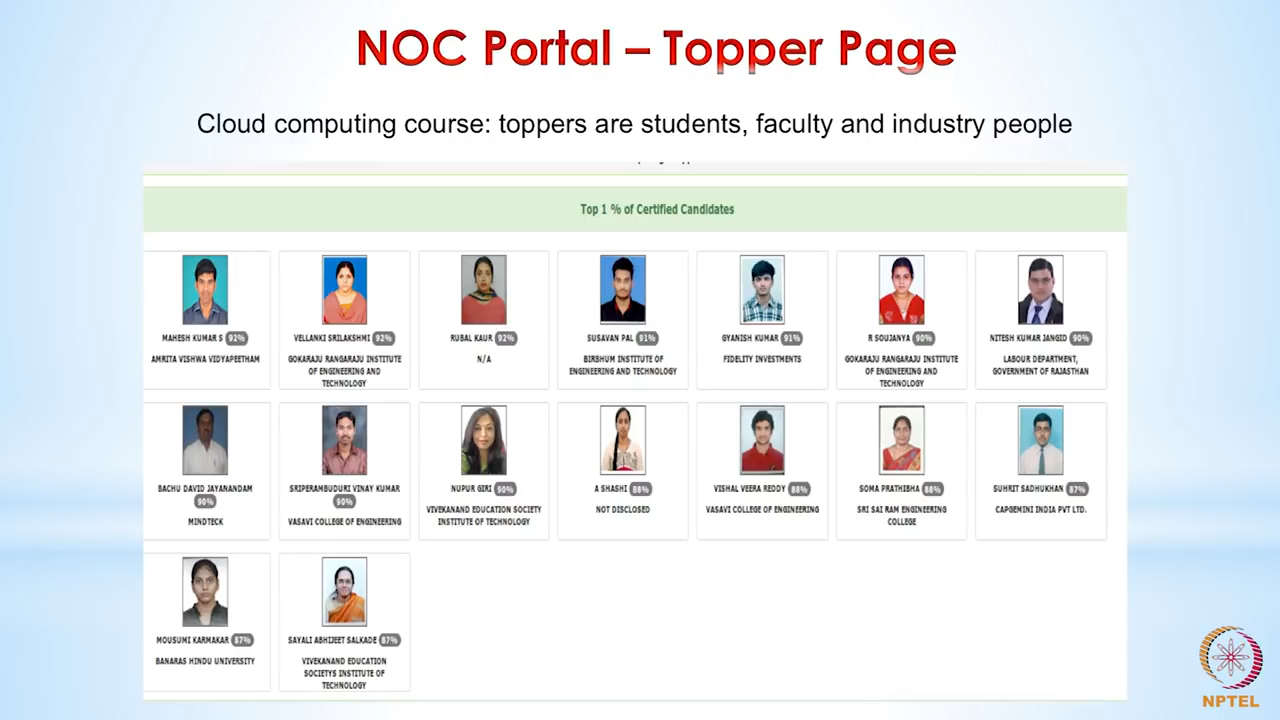 NOC Portal – Topper Page
Cloud computing course: toppers are students, faculty and industry people
Top 1 % of Certified Candidates
MAHESH KUMAR S 92%
AMRITA VISHWA VIDYAPEETHAM
VELLANKI SRILAKSHMI 92%
GOKARAJU RANGARAJU INSTITUTE
OF ENGINEERING AND
TECHNOLOGY
RUBAL KAUR 92%
N/A
SUSAVAN PAL 91%
BIRBHUM INSTITUTE OF
ENGINEERING AND TECHNOLOGY
GYANISH KUMAR 91%
FIDELITY INVESTMENTS
R SOUJANYA 90%
GOKARAJU RANGARAJU INSTITUTE
OF ENGINEERING AND
TECHNOLOGY
NITESH KUMAR JANGID 90%
LABOUR DEPARTMENT,
GOVERNMENT OF RAJASTHAN
BACHU DAVID JAYANANDAM
90%
MINDTECK
SRIPERAMBUDURI VINAY KUMAR
90%
VASAVI COLLEGE OF ENGINEERING
NUPUR GIRI 90%
VIVEKANAND EDUCATION SOCIETY
INSTITUTE OF TECHNOLOGY
A SHASHI 88%
NOT DISCLOSED
VISHAL VEERA REDDY 88%
VASAVI COLLEGE OF ENGINEERING
SOMA PRATHIBHA 88%
SRI SAI RAM ENGINEERING
COLLEGE
SUHRIT SADHUKHAN 87%
CAPGEMINI INDIA PVT LTD.
MOUSUMI KARMAKAR 87%
BANARAS HINDU UNIVERSITY
SAYALI ABHIJEET SALKADE 87%
VIVEKANAND EDUCATION
SOCIETYS INSTITUTE OF
TECHNOLOGY
NPTEL